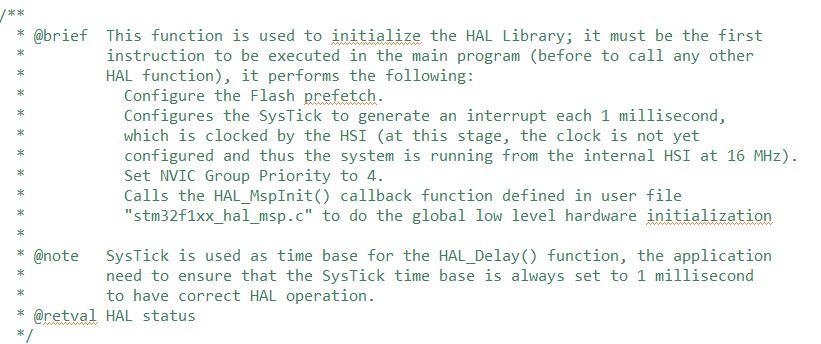 /**
  * @brief  This function is used to initialize the HAL Library; it must be the first
  *         instruction to be executed in the main program (before to call any other
  *         HAL function), it performs the following:
  *           Configure the Flash prefetch.
  *           Configures the SysTick to generate an interrupt each 1 millisecond,
  *           which is clocked by the HSI (at this stage, the clock is not yet
  *           configured and thus the system is running from the internal HSI at 16 MHz).
  *           Set NVIC Group Priority to 4.
  *           Calls the HAL_MspInit() callback function defined in user file
  *           "stm32f1xx_hal_msp.c" to do the global low level hardware initialization
  *
  * @note   SysTick is used as time base for the HAL_Delay() function, the application
  *         need to ensure that the SysTick time base is always set to 1 millisecond
  *         to have correct HAL operation.
  * @retval HAL status
  */